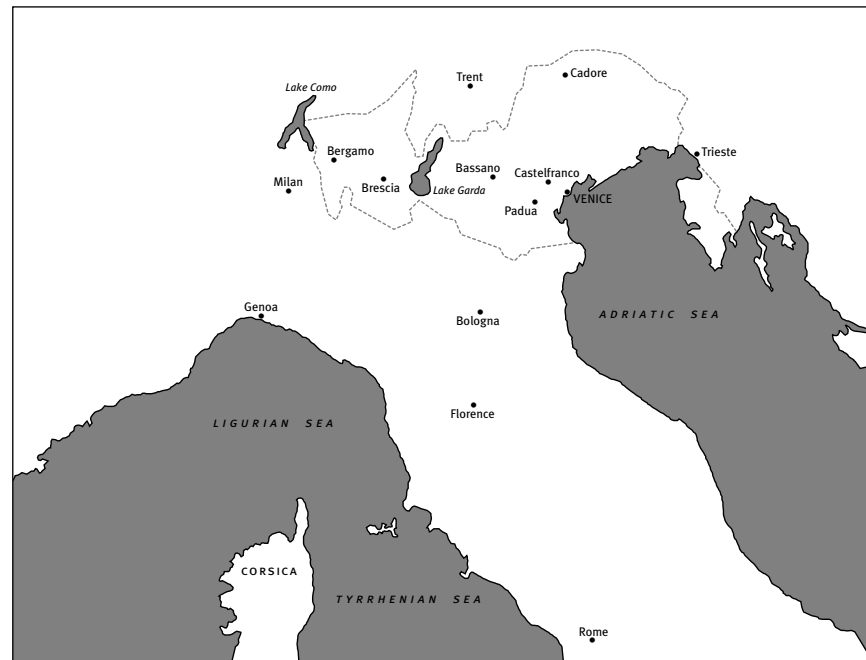 Trent
Cadore
Lake Como
Bergamo
Trieste
Bassano
Castelfranco
Milan
Brescia
Lake Garda
VENICE
Padua
Genoa
Bologna
ADRIATIC SEA
Florence
LIGURIAN SEA
CORSICA
TYRRHENIAN SEA
Rome